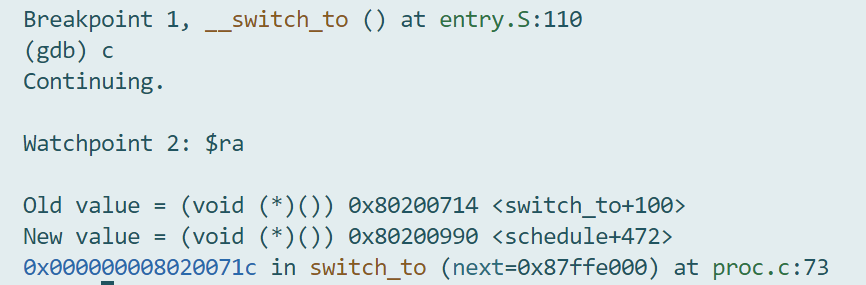 Breakpoint 1, __switch_to () at entry.S:110
(gdb) c
Continuing.
Watchpoint 2: $ra
Old value = (void (*)()) 0x80200714 <switch_to+100>
New value = (void (*)()) 0x80200990 <schedule+472>
0x000000008020071c in switch_to (next=0x87ffe000) at proc.c:73